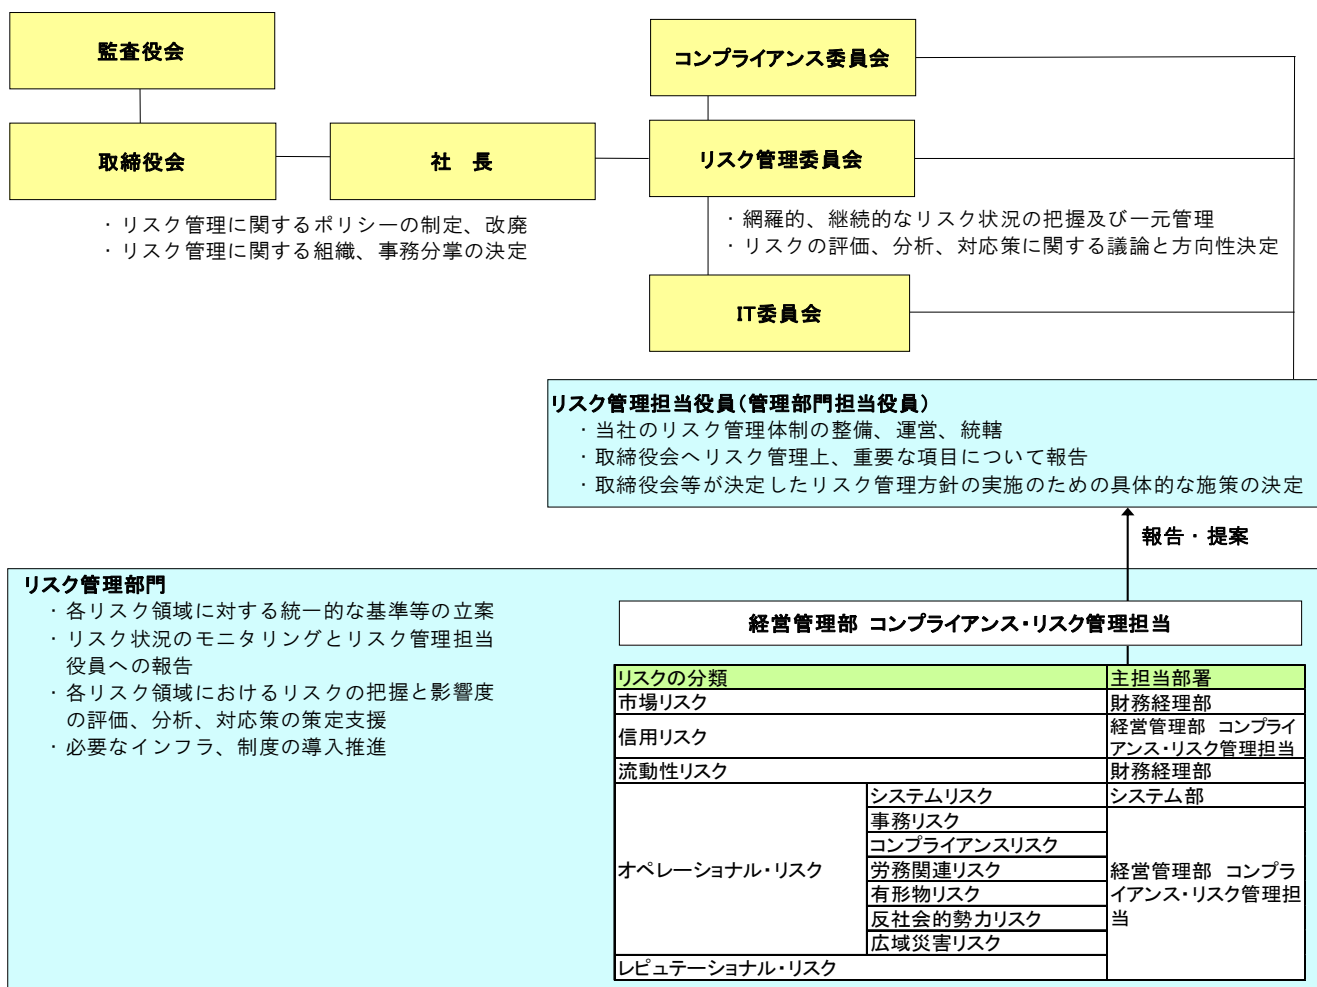 監査役会
コンプライアンス委員会
取締役会
社　長
リスク管理委員会
・リスク管理に関するポリシーの制定、改廃
・リスク管理に関する組織、事務分掌の決定
・網羅的、継続的なリスク状況の把握及び一元管理
・リスクの評価、分析、対応策に関する議論と方向性決定
IT委員会
リスク管理担当役員（管理部門担当役員）
・当社のリスク管理体制の整備、運営、統轄
・取締役会へリスク管理上、重要な項目について報告
・取締役会等が決定したリスク管理方針の実施のための具体的な施策の決定
報告・提案
リスク管理部門
・各リスク領域に対する統一的な基準等の立案
・リスク状況のモニタリングとリスク管理担当
役員への報告
・各リスク領域におけるリスクの把握と影響度
の評価、分析、対応策の策定支援
・必要なインフラ、制度の導入推進
経営管理部 コンプライアンス・リスク管理担当
リスクの分類 主担当部署
市場リスク 財務経理部
信用リスク 経営管理部 コンプライ
アンス・リスク管理担当
流動性リスク 財務経理部
オペレーショナル・リスク
システムリスク システム部
事務リスク
コンプライアンスリスク
労務関連リスク
有形物リスク
反社会的勢力リスク
広域災害リスク
経営管理部 コンプラ
イアンス・リスク管理担
当
レピュテーショナル・リスク